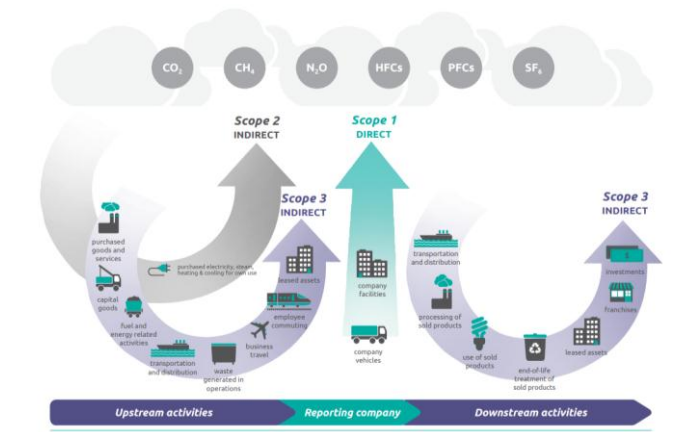 CO₂
CH₄
N₂O
HFCs
PFCs
SF₆
Scope 2
INDIRECT
Scope 1
DIRECT
Scope 3
INDIRECT
Scope 3
INDIRECT
purchased
goods and
services
capital
goods
fuel and
energy related
activities
transportation
and distribution
waste
generated in
operations
business
travel
employee
commuting
leased assets
purchased electricity, steam,
heating & cooling for own use
company
facilities
company
vehicles
transportation
and distribution
processing of
sold products
use of sold
products
end-of-life
treatment of
sold products
leased assets
franchises
investments
Upstream activities
Reporting company
Downstream activities